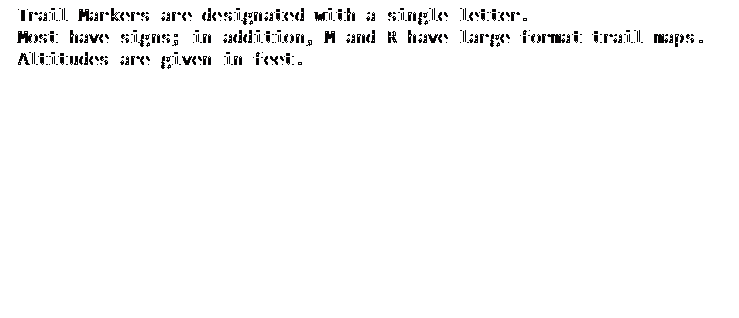 Trail Markers are designated with a single letter.
Most have signs; in addition, M and R have large format trail maps.
Altitudes are given in feet.